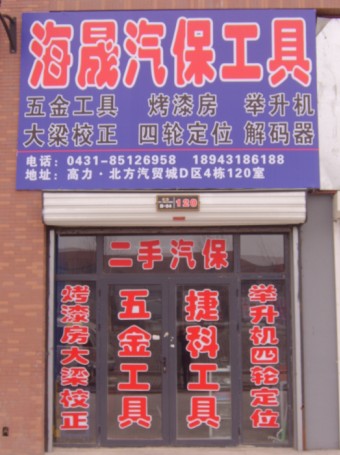 海晟汽保工具
五金工具 烤漆房 举升机
大梁校正 四轮定位 解码器
电话：0431-85126958 18943186188
地址：高力·北方汽贸城D区4栋120室
120
二手汽保
烤漆房大梁校正
五金工具
捷科工具
举升机四轮定位